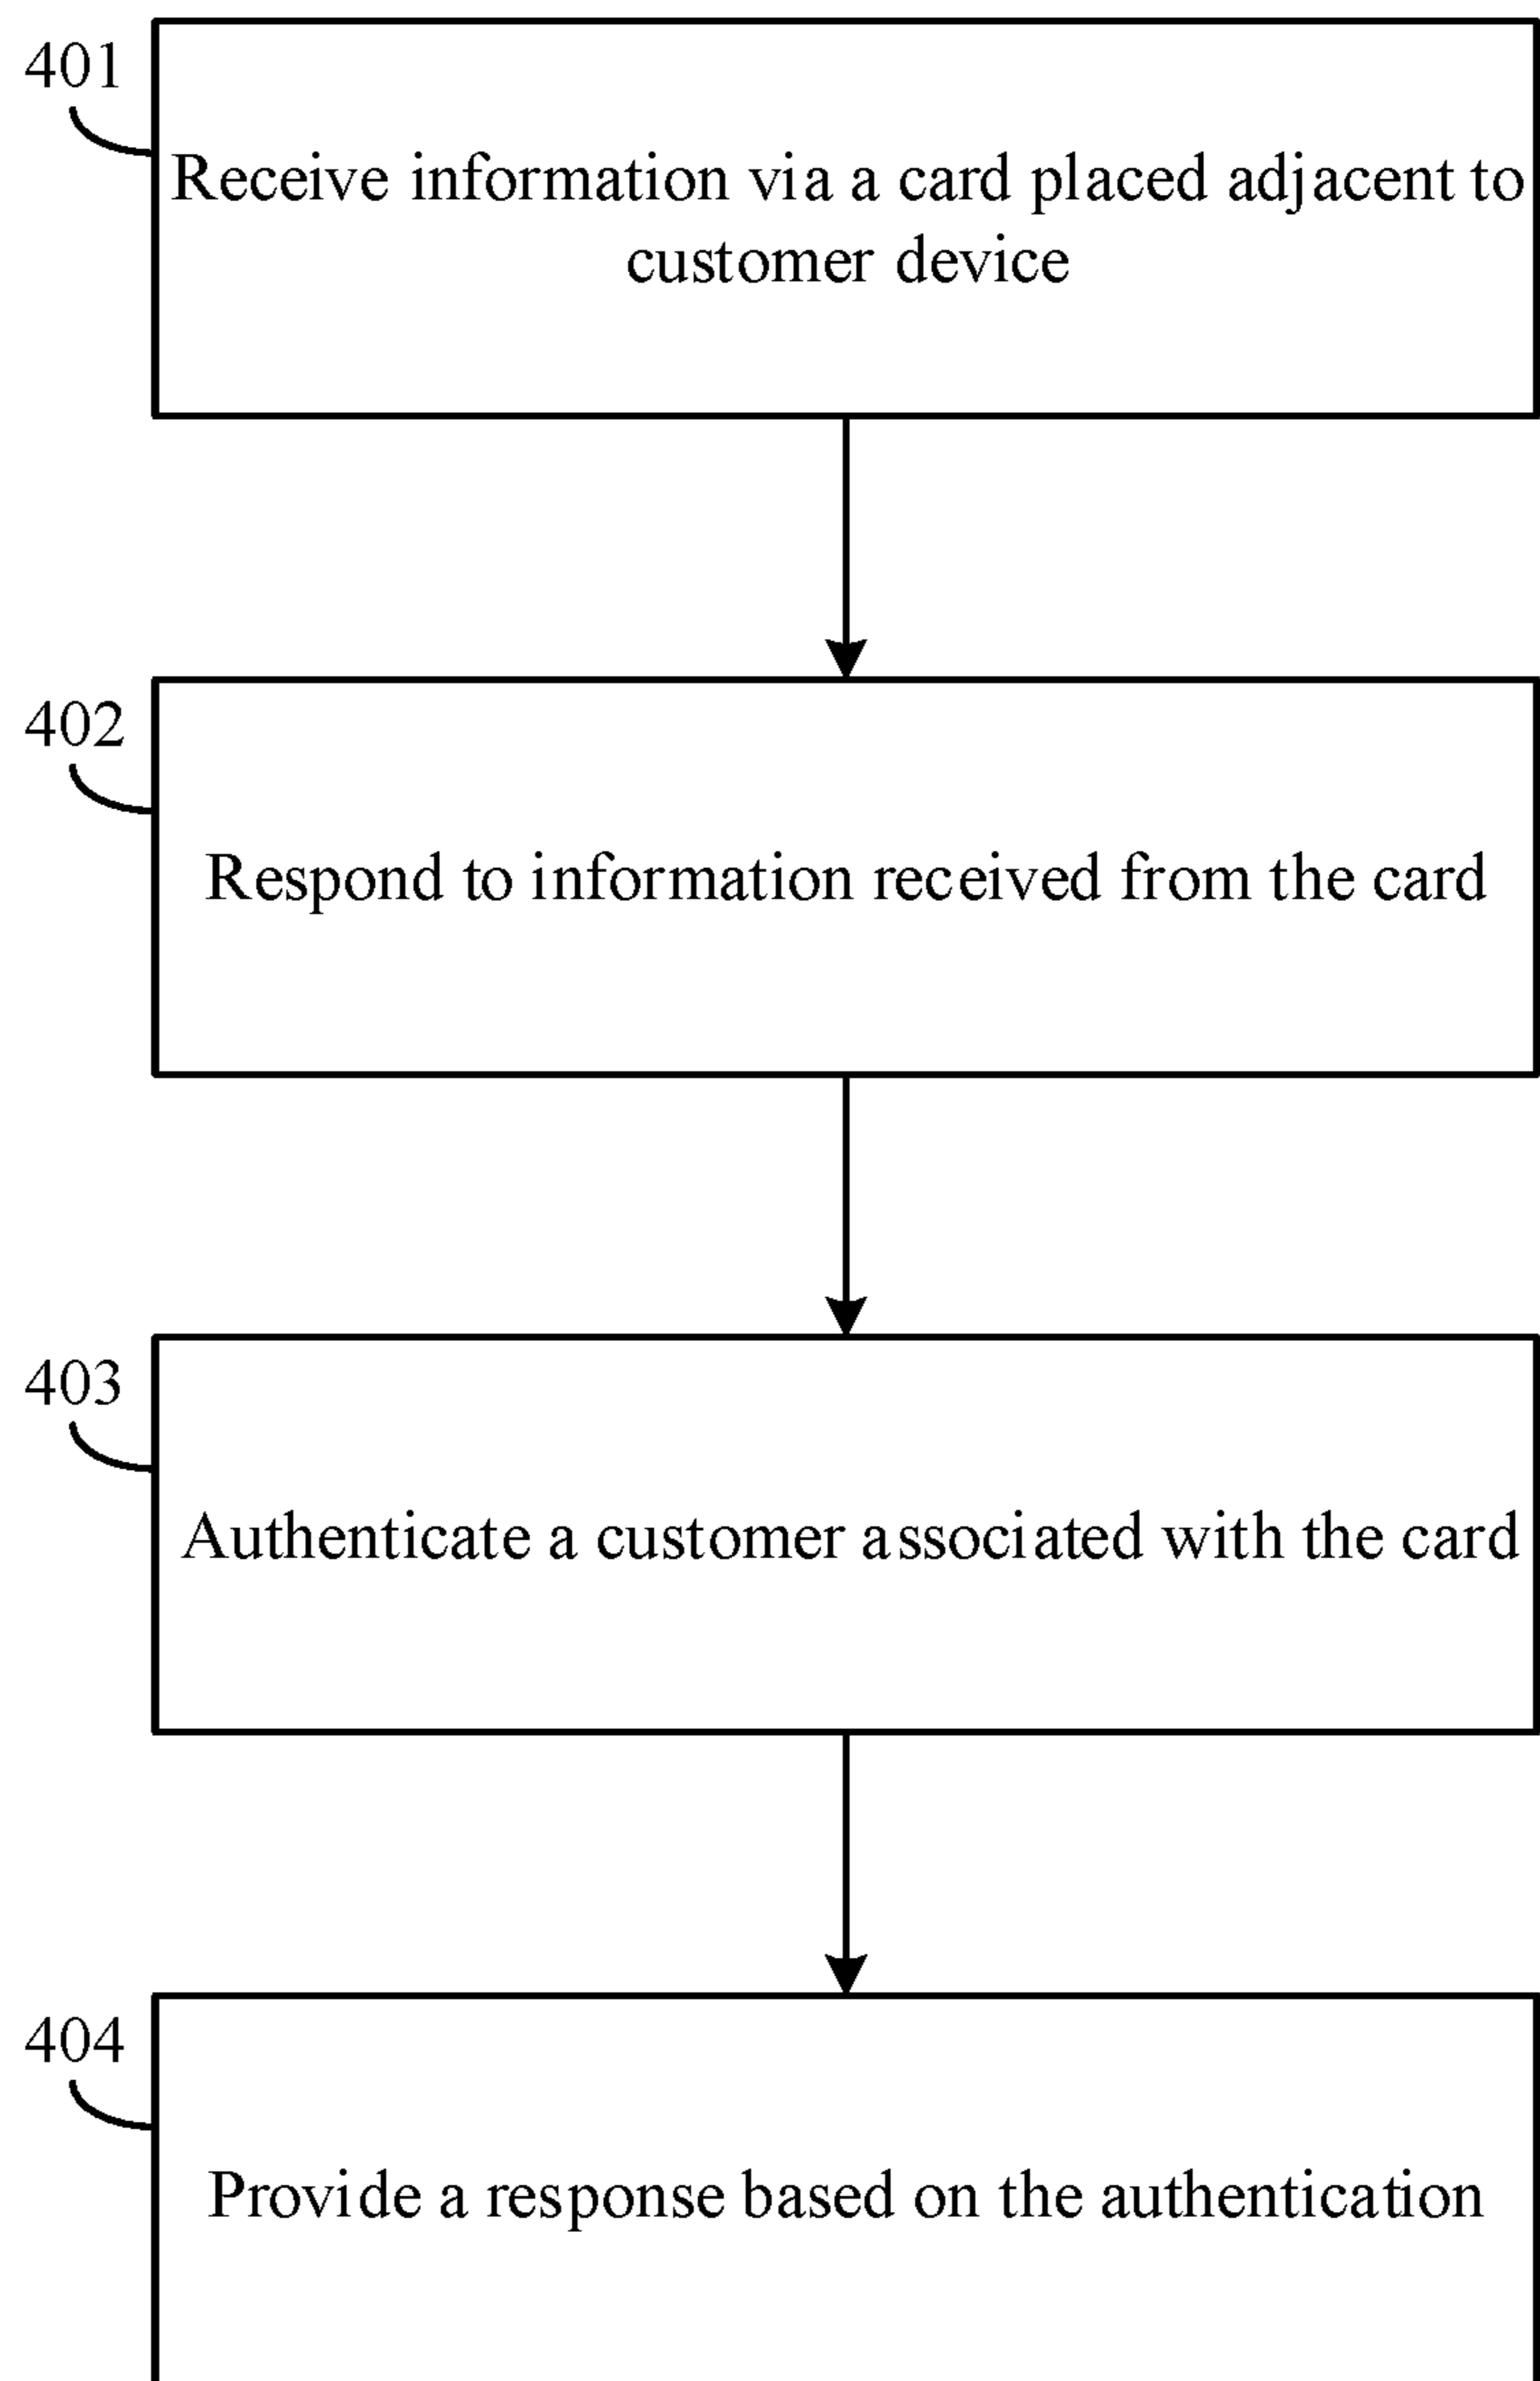 401
Receive information via a card placed adjacent to
customer device
402
Respond to information received from the card
403
Authenticate a customer associated with the card
404
Provide a response based on the authentication